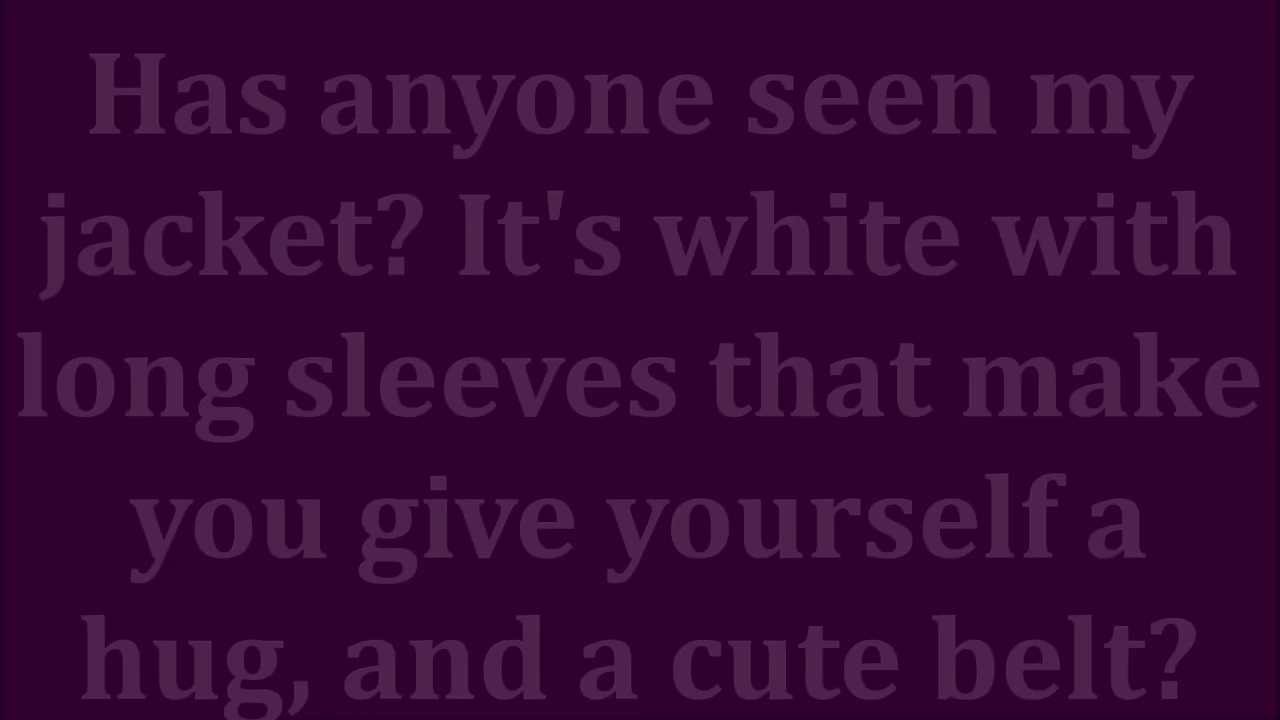 Has anyone seen my
jacket? It's white with
long sleeves that make
you give yourself a
hug, and a cute belt?